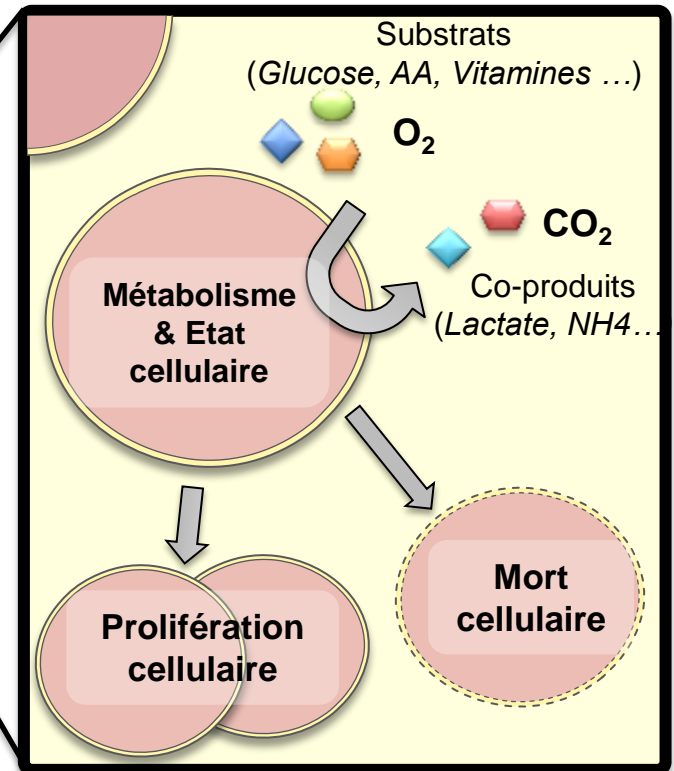 Substrats
(Glucose, AA, Vitamines …)
O₂
CO₂
Co-produits
(Lactate, NH4…
Métabolisme
& Etat
cellulaire
Mort
cellulaire
Prolifération
cellulaire